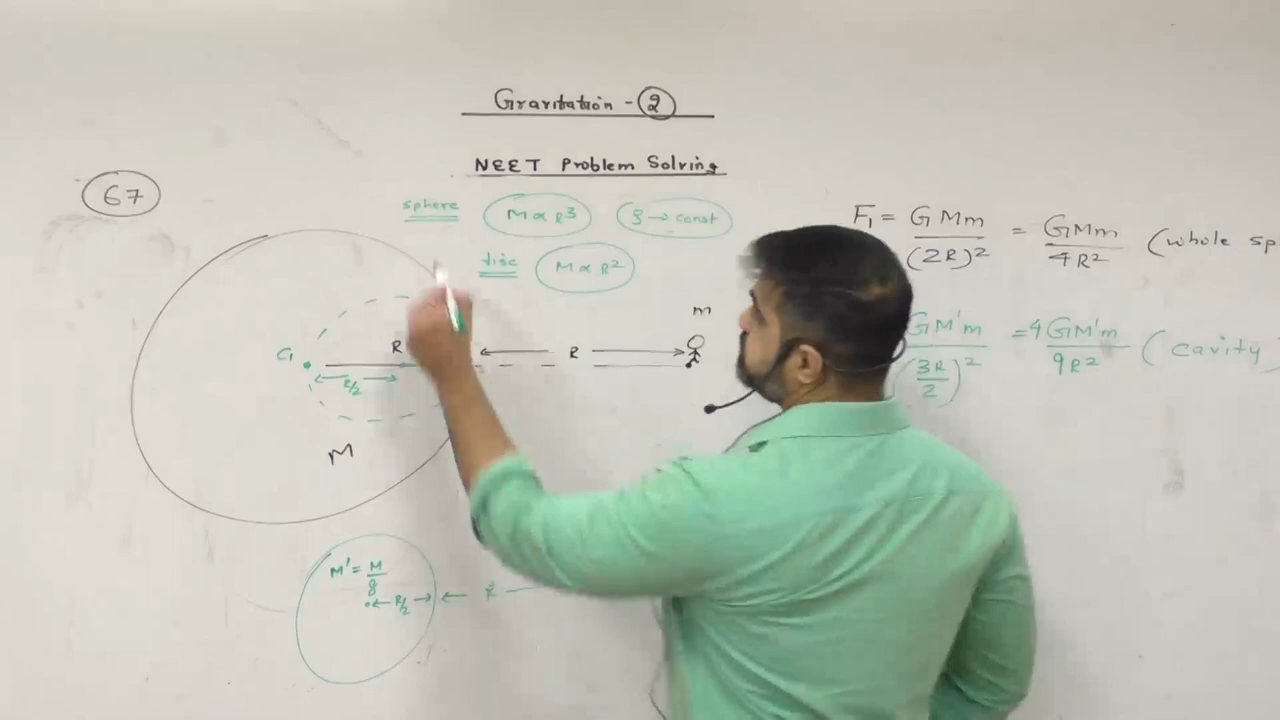 Gravitation - 2
NEET Problem Solving
67
sphere M ∝ R³ ρ → const
disc M ∝ R²
F₁ = GMm/(2R)² = GMm/4R² (whole sp
GM'm/(3R/2)² = 4GM'm/9R² (cavity)
m
C₁ R R
R/2
M
M' = M/8
R/2 R